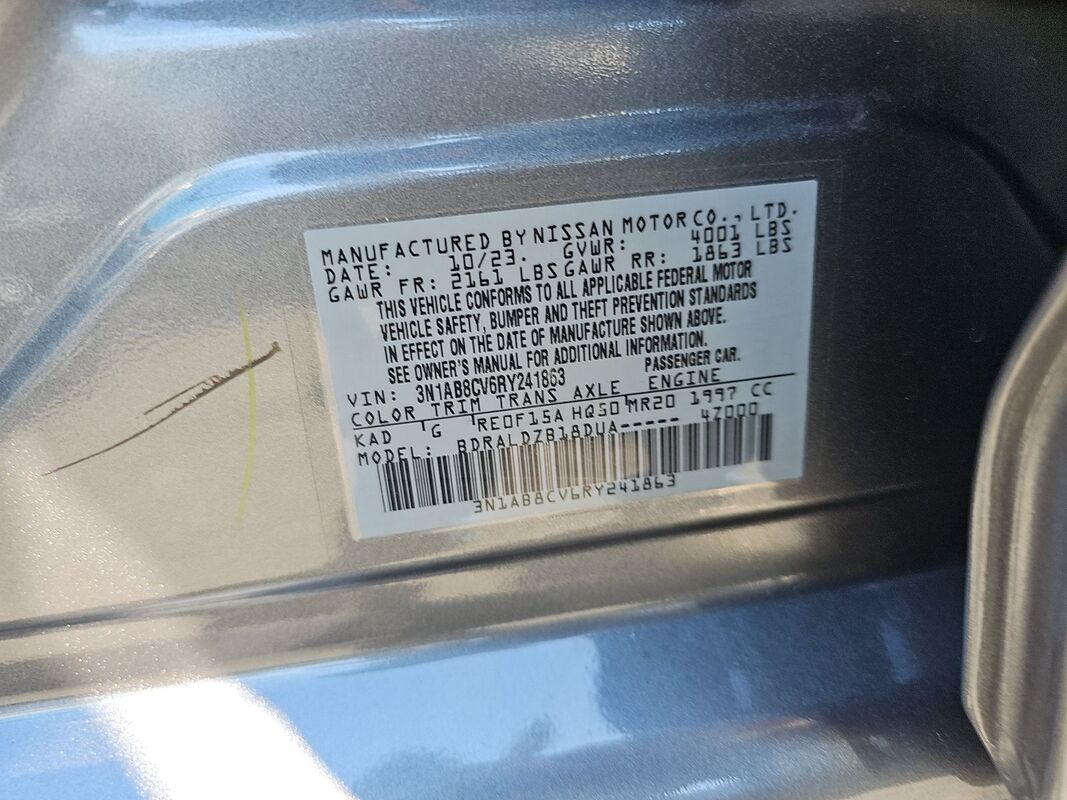 MANUFACTURED BY NISSAN MOTOR CO., LTD.
DATE: 10/23. GVWR: 4001 LBS
GAWR FR: 2161 LBS GAWR RR: 1863 LBS
THIS VEHICLE CONFORMS TO ALL APPLICABLE FEDERAL MOTOR
VEHICLE SAFETY, BUMPER AND THEFT PREVENTION STANDARDS
IN EFFECT ON THE DATE OF MANUFACTURE SHOWN ABOVE.
SEE OWNER'S MANUAL FOR ADDITIONAL INFORMATION.
VIN: 3N1AB8CV6RY241863 PASSENGER CAR.
COLOR TRIM TRANS AXLE ENGINE
KAD G RE0F15A HQ50 MR20 1997 CC
MODEL: BDRALDZB18DUA----- 47000
3N1AB8CV6RY241863